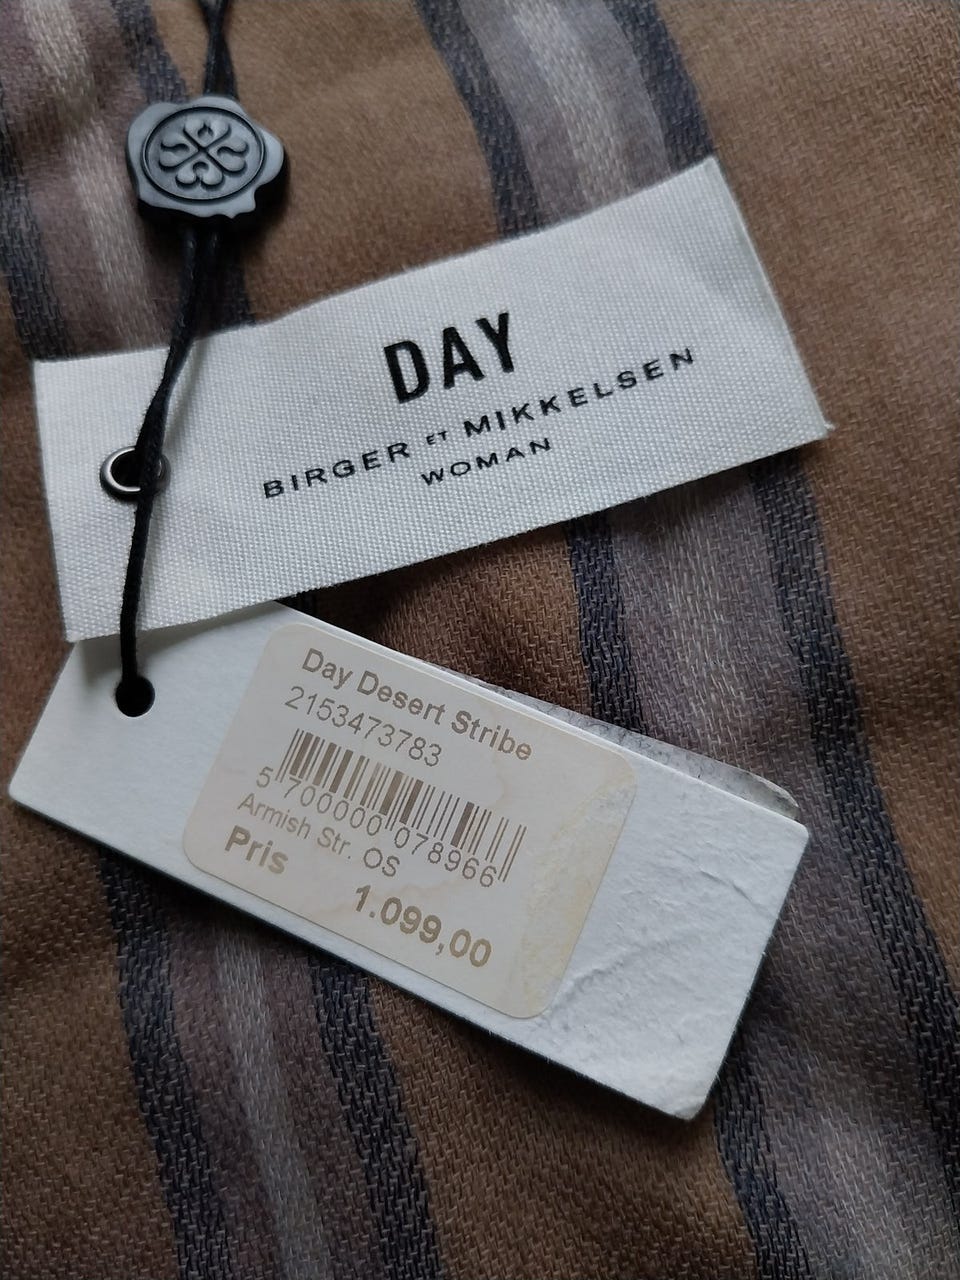 DAY
BIRGER ET MIKKELSEN
WOMAN
Day Desert Stribe
2153473783
5 700000 078966
Armish Str. OS
Pris
1.099,00